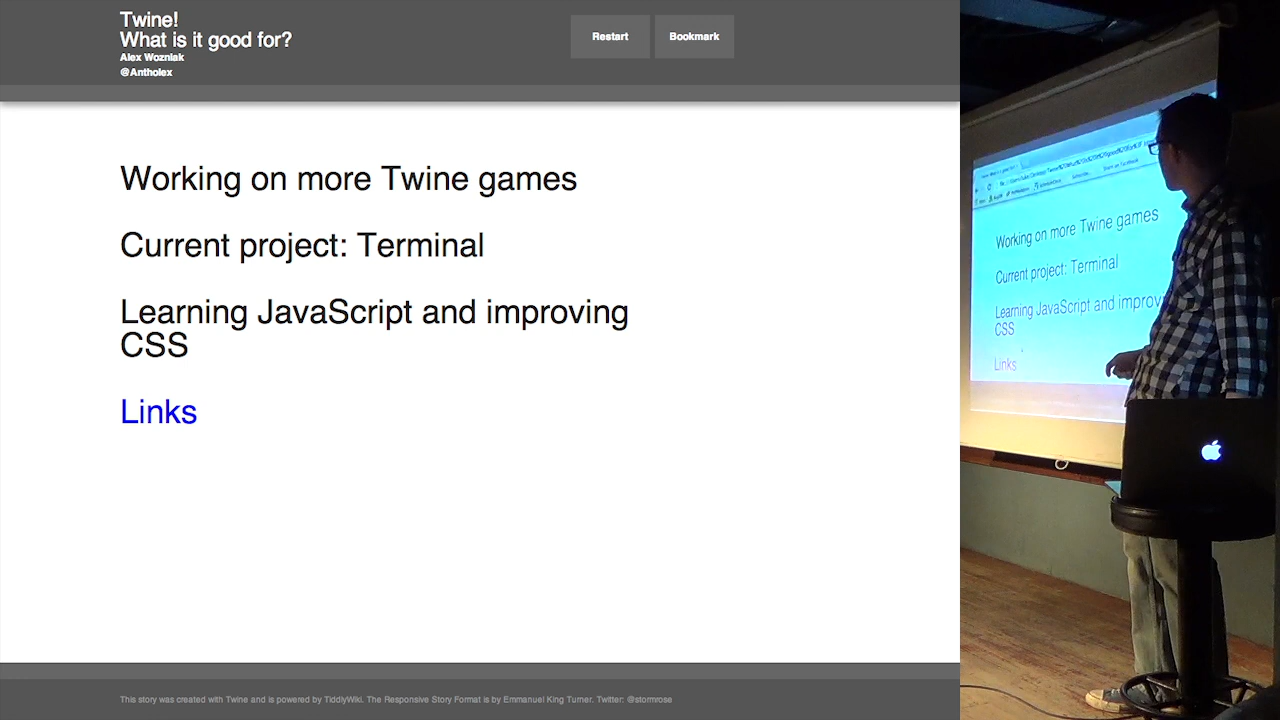 Twine!
What is it good for?
Alex Wozniak
@Antholex
Restart
Bookmark
Working on more Twine games
Current project: Terminal
Learning JavaScript and improving
CSS
Links
This story was created with Twine and is powered by TiddlyWiki. The Responsive Story Format is by Emmanuel King Turner. Twitter: @stormrose
Working on more Twine games
Current project: Terminal
Learning JavaScript and improv
CSS
Links